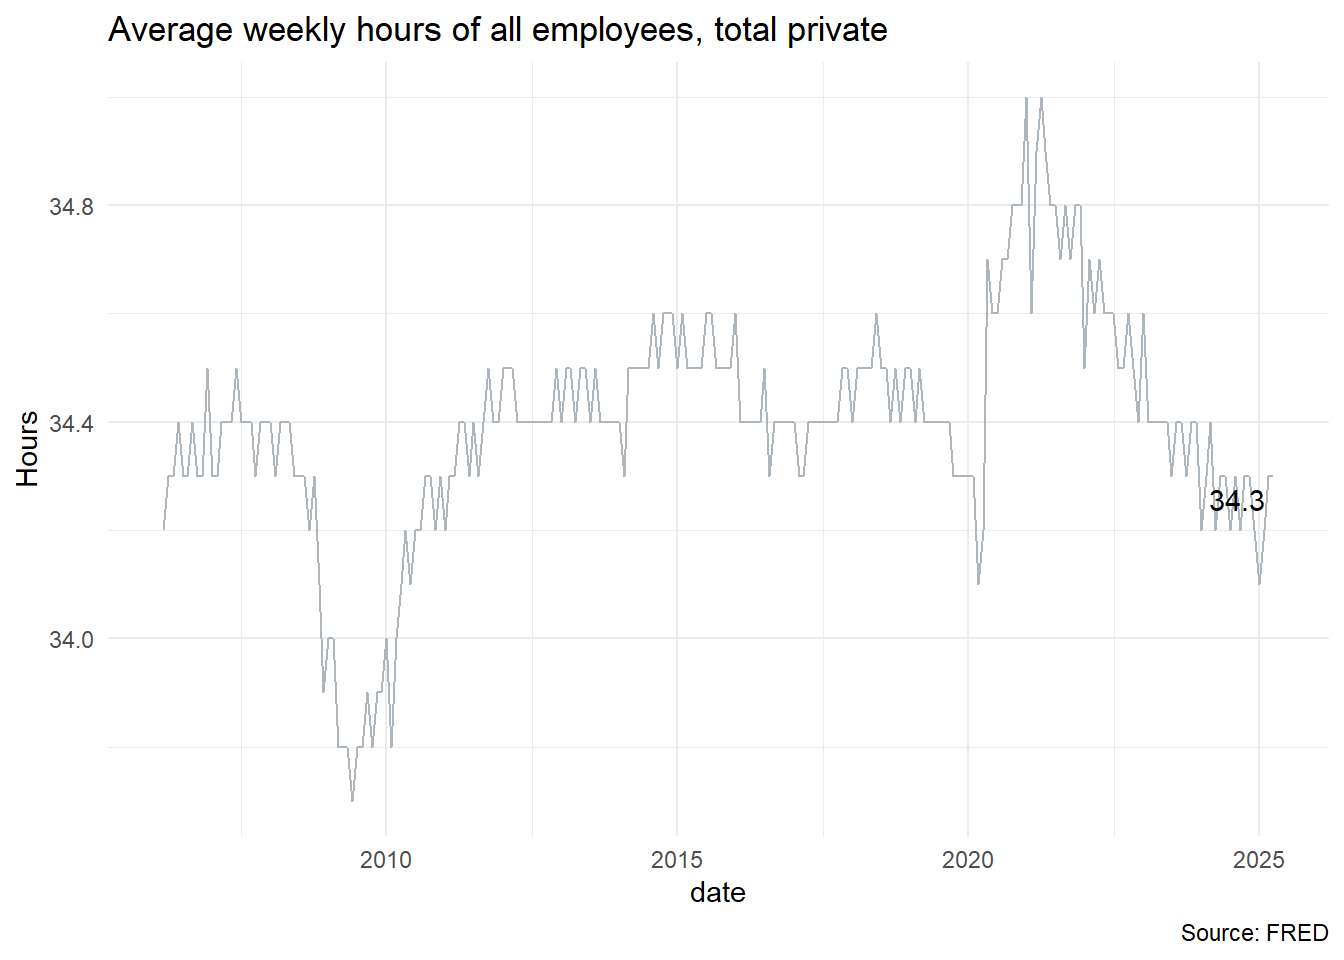 Average weekly hours of all employees, total private
Hours
34.8
34.4
34.0
34.3
2010 2015 2020 2025
date
Source: FRED